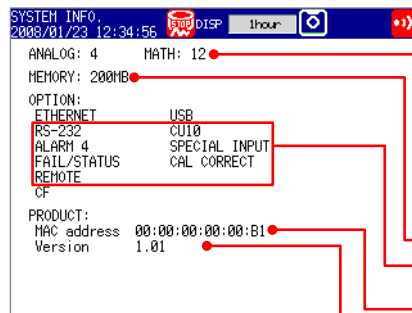 SYSTEM INFO.
2008/01/23 12:34:56 STOP DISP 1hour
ANALOG: 4 MATH: 12
MEMORY: 200MB
OPTION:
ETHERNET USB
RS-232 CU10
ALARM 4 SPECIAL INPUT
FAIL/STATUS CAL CORRECT
REMOTE
CF
PRODUCT:
MAC address 00:00:00:00:00:B1
Version 1.01